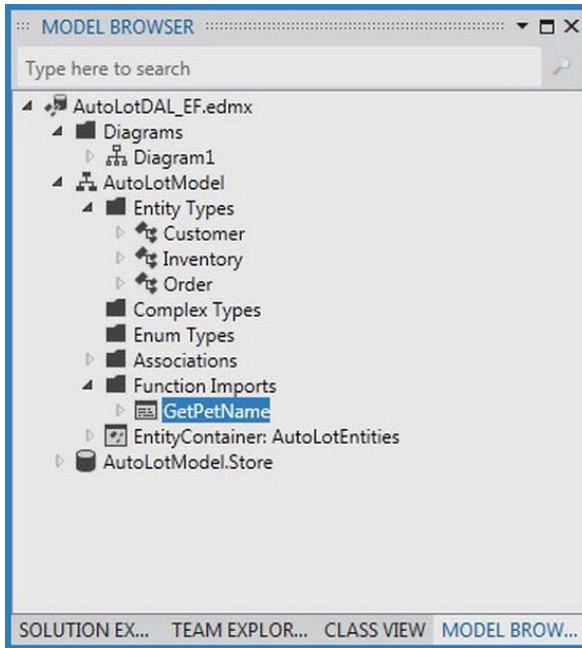 MODEL BROWSER
Type here to search
AutoLotDAL_EF.edmx
Diagrams
Diagram1
AutoLotModel
Entity Types
Customer
Inventory
Order
Complex Types
Enum Types
Associations
Function Imports
GetPetName
EntityContainer: AutoLotEntities
AutoLotModel.Store
SOLUTION EX... TEAM EXPLOR... CLASS VIEW MODEL BROW...